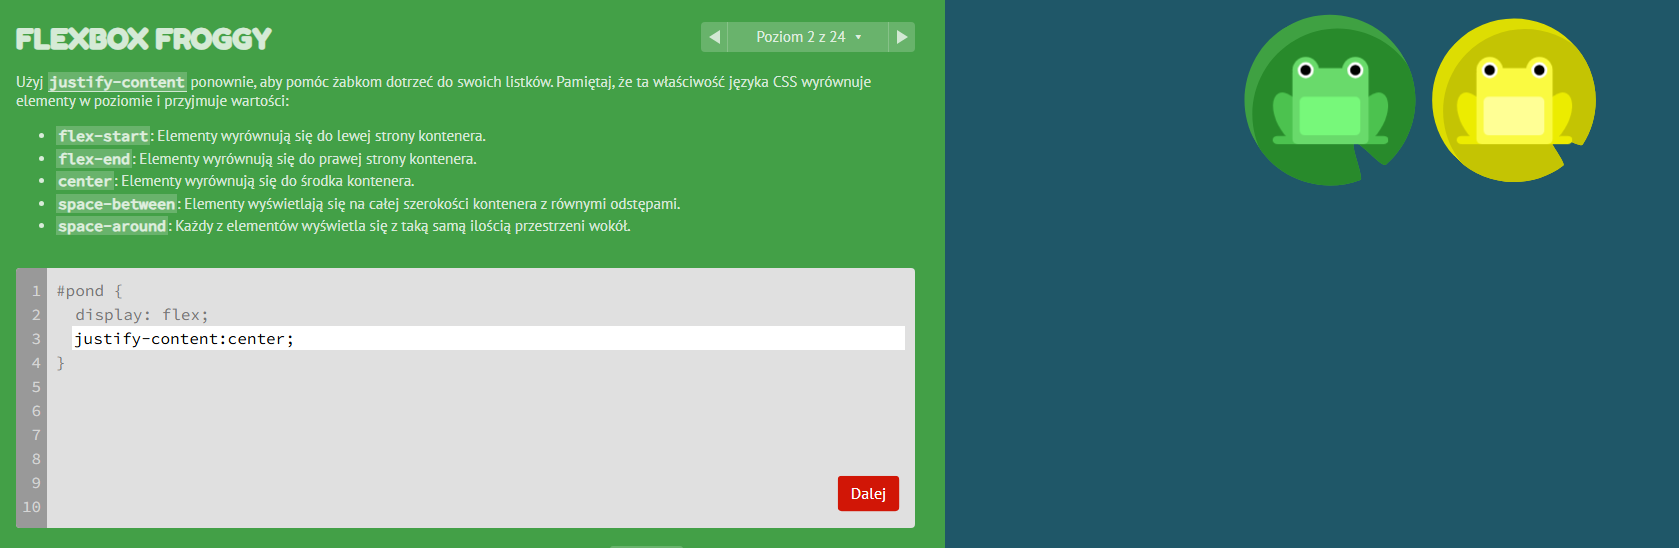 FLEXBOX FROGGY
Poziom 2 z 24
Użyj justify-content ponownie, aby pomóc żabkom dotrzeć do swoich listków. Pamiętaj, że ta właściwość języka CSS wyrównuje
elementy w poziomie i przyjmuje wartości:
flex-start: Elementy wyrównują się do lewej strony kontenera.
flex-end: Elementy wyrównują się do prawej strony kontenera.
center: Elementy wyrównują się do środka kontenera.
space-between: Elementy wyświetlają się na całej szerokości kontenera z równymi odstępami.
space-around: Każdy z elementów wyświetla się z taką samą ilością przestrzeni wokół.
1 #pond {
2 display: flex;
3 justify-content:center;
4 }
5
6
7
8
9
10
Dalej